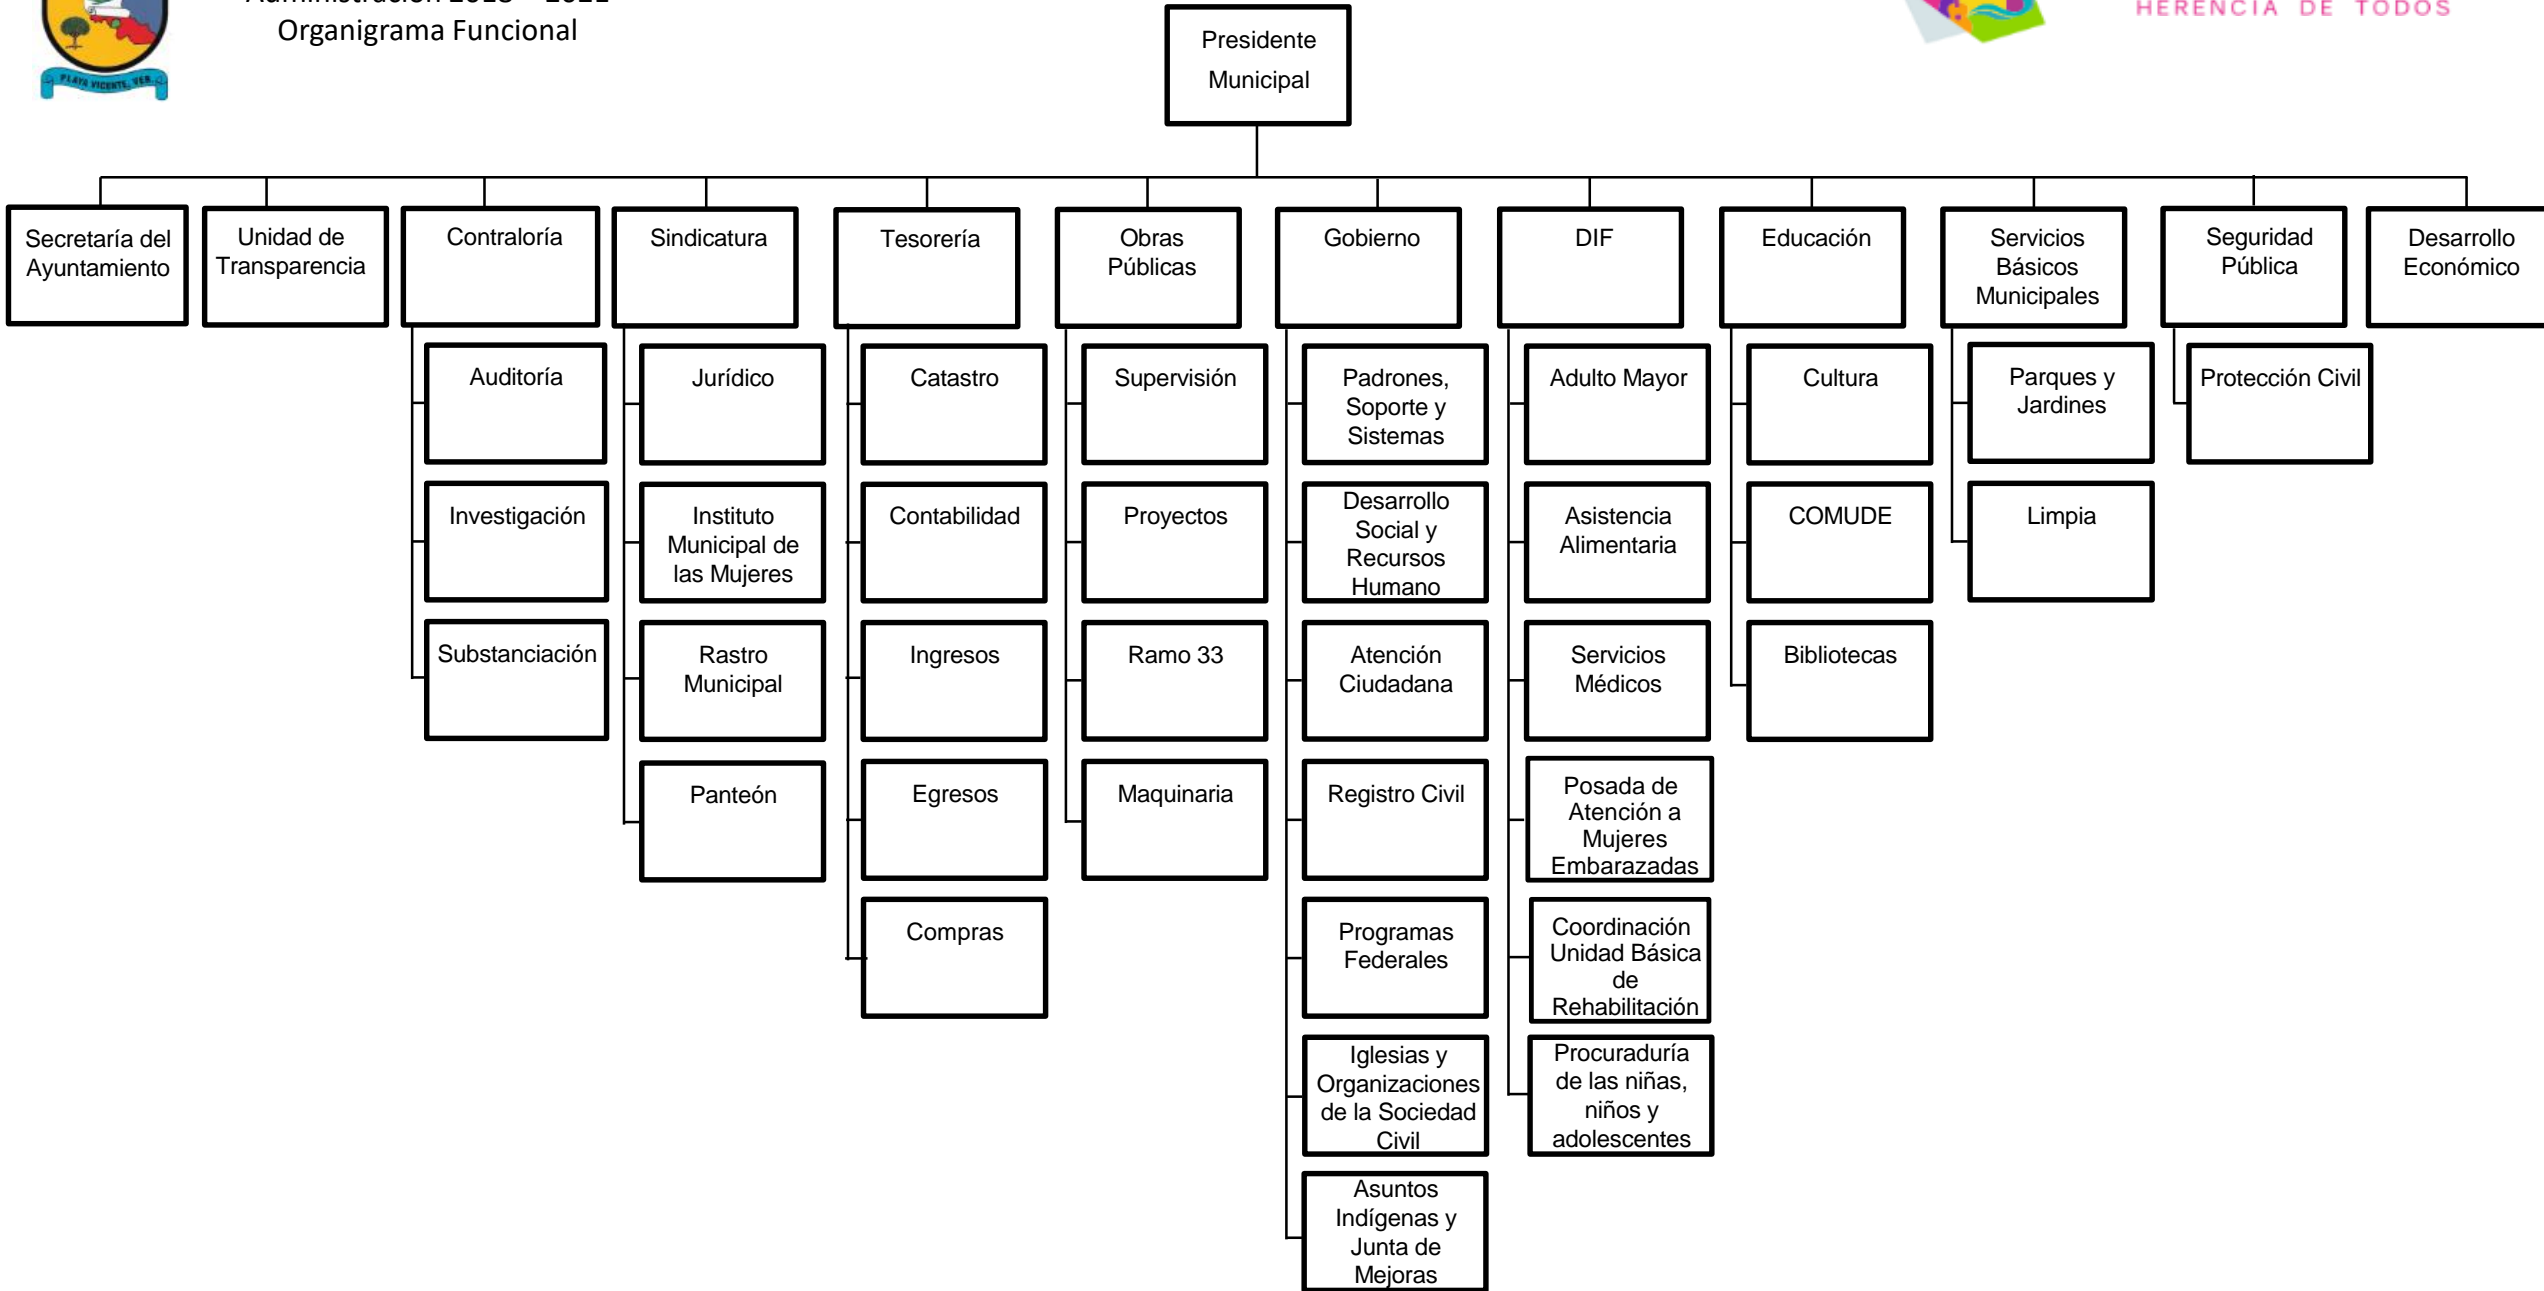 Organigrama Funcional
PLAYA VICENTE, VER.
HERENCIA DE TODOS
Presidente
Municipal
Secretaría del
Ayuntamiento
Unidad de
Transparencia
Contraloría
Sindicatura
Tesorería
Obras
Públicas
Gobierno
DIF
Educación
Servicios
Básicos
Municipales
Seguridad
Pública
Desarrollo
Económico
Auditoría
Investigación
Substanciación
Jurídico
Instituto
Municipal de
las Mujeres
Rastro
Municipal
Panteón
Catastro
Contabilidad
Ingresos
Egresos
Compras
Supervisión
Proyectos
Ramo 33
Maquinaria
Padrones,
Soporte y
Sistemas
Desarrollo
Social y
Recursos
Humano
Atención
Ciudadana
Registro Civil
Programas
Federales
Iglesias y
Organizaciones
de la Sociedad
Civil
Asuntos
Indígenas y
Junta de
Mejoras
Adulto Mayor
Asistencia
Alimentaria
Servicios
Médicos
Posada de
Atención a
Mujeres
Embarazadas
Coordinación
Unidad Básica
de
Rehabilitación
Procuraduría
de las niñas,
niños y
adolescentes
Cultura
COMUDE
Bibliotecas
Parques y
Jardines
Limpia
Protección Civil